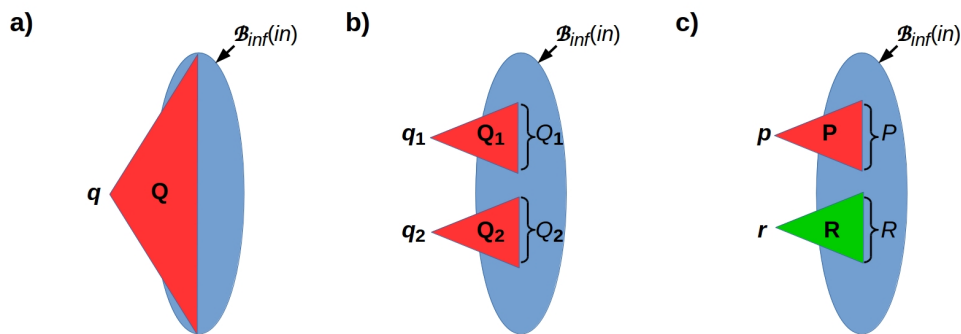 a)
ℬinf(in)
q
Q
b)
ℬinf(in)
q1
Q1
Q1
q2
Q2
Q2
c)
ℬinf(in)
p
P
P
r
R
R